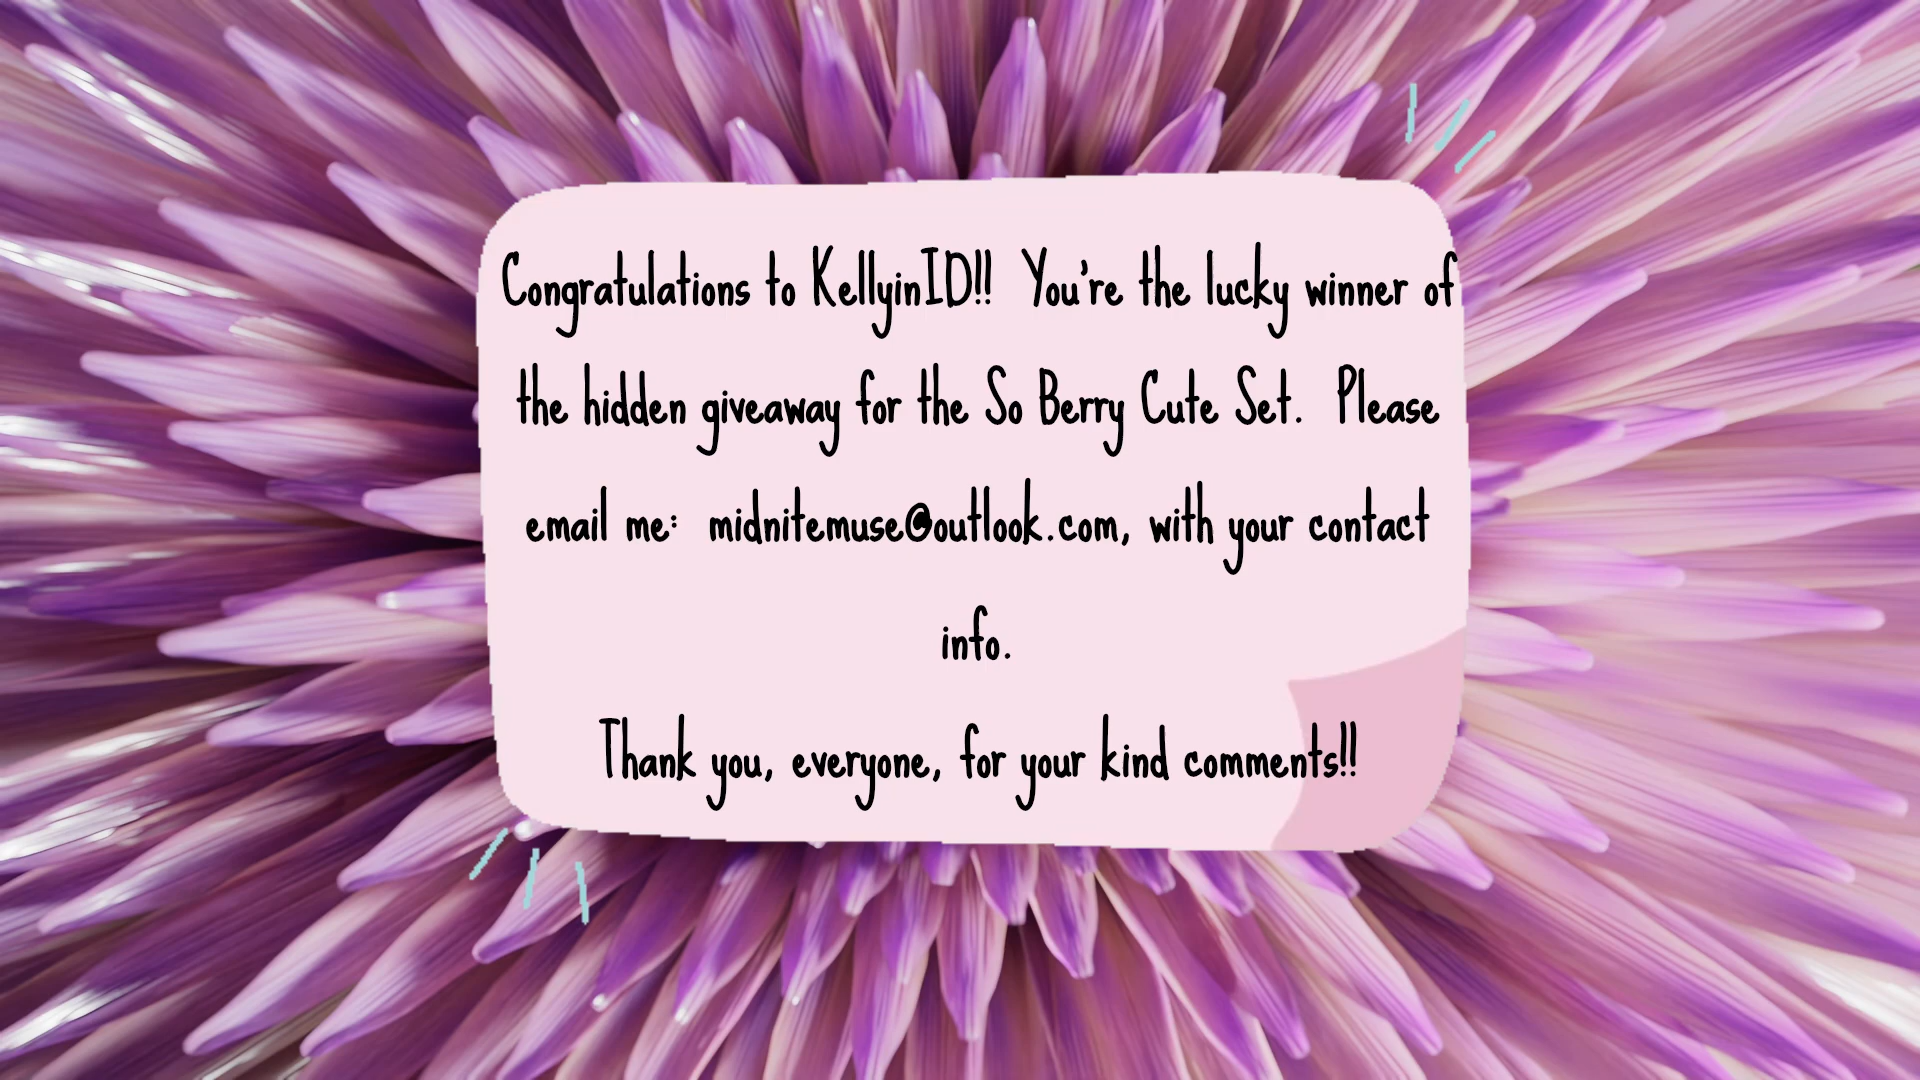 Congratulations to KellyinID!!  You're the lucky winner of
the hidden giveaway for the So Berry Cute Set.  Please
email me:  midnitemuse@outlook.com, with your contact
info.
Thank you, everyone, for your kind comments!!